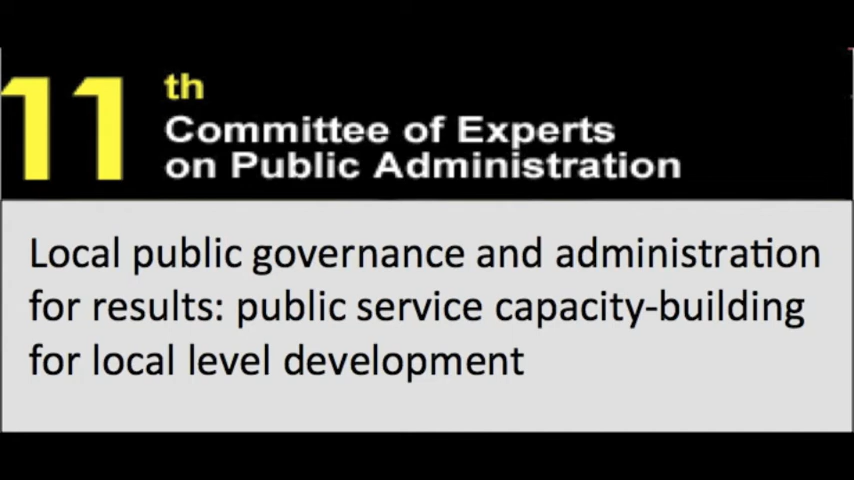 11th
Committee of Experts
on Public Administration
Local public governance and administration
for results: public service capacity-building
for local level development